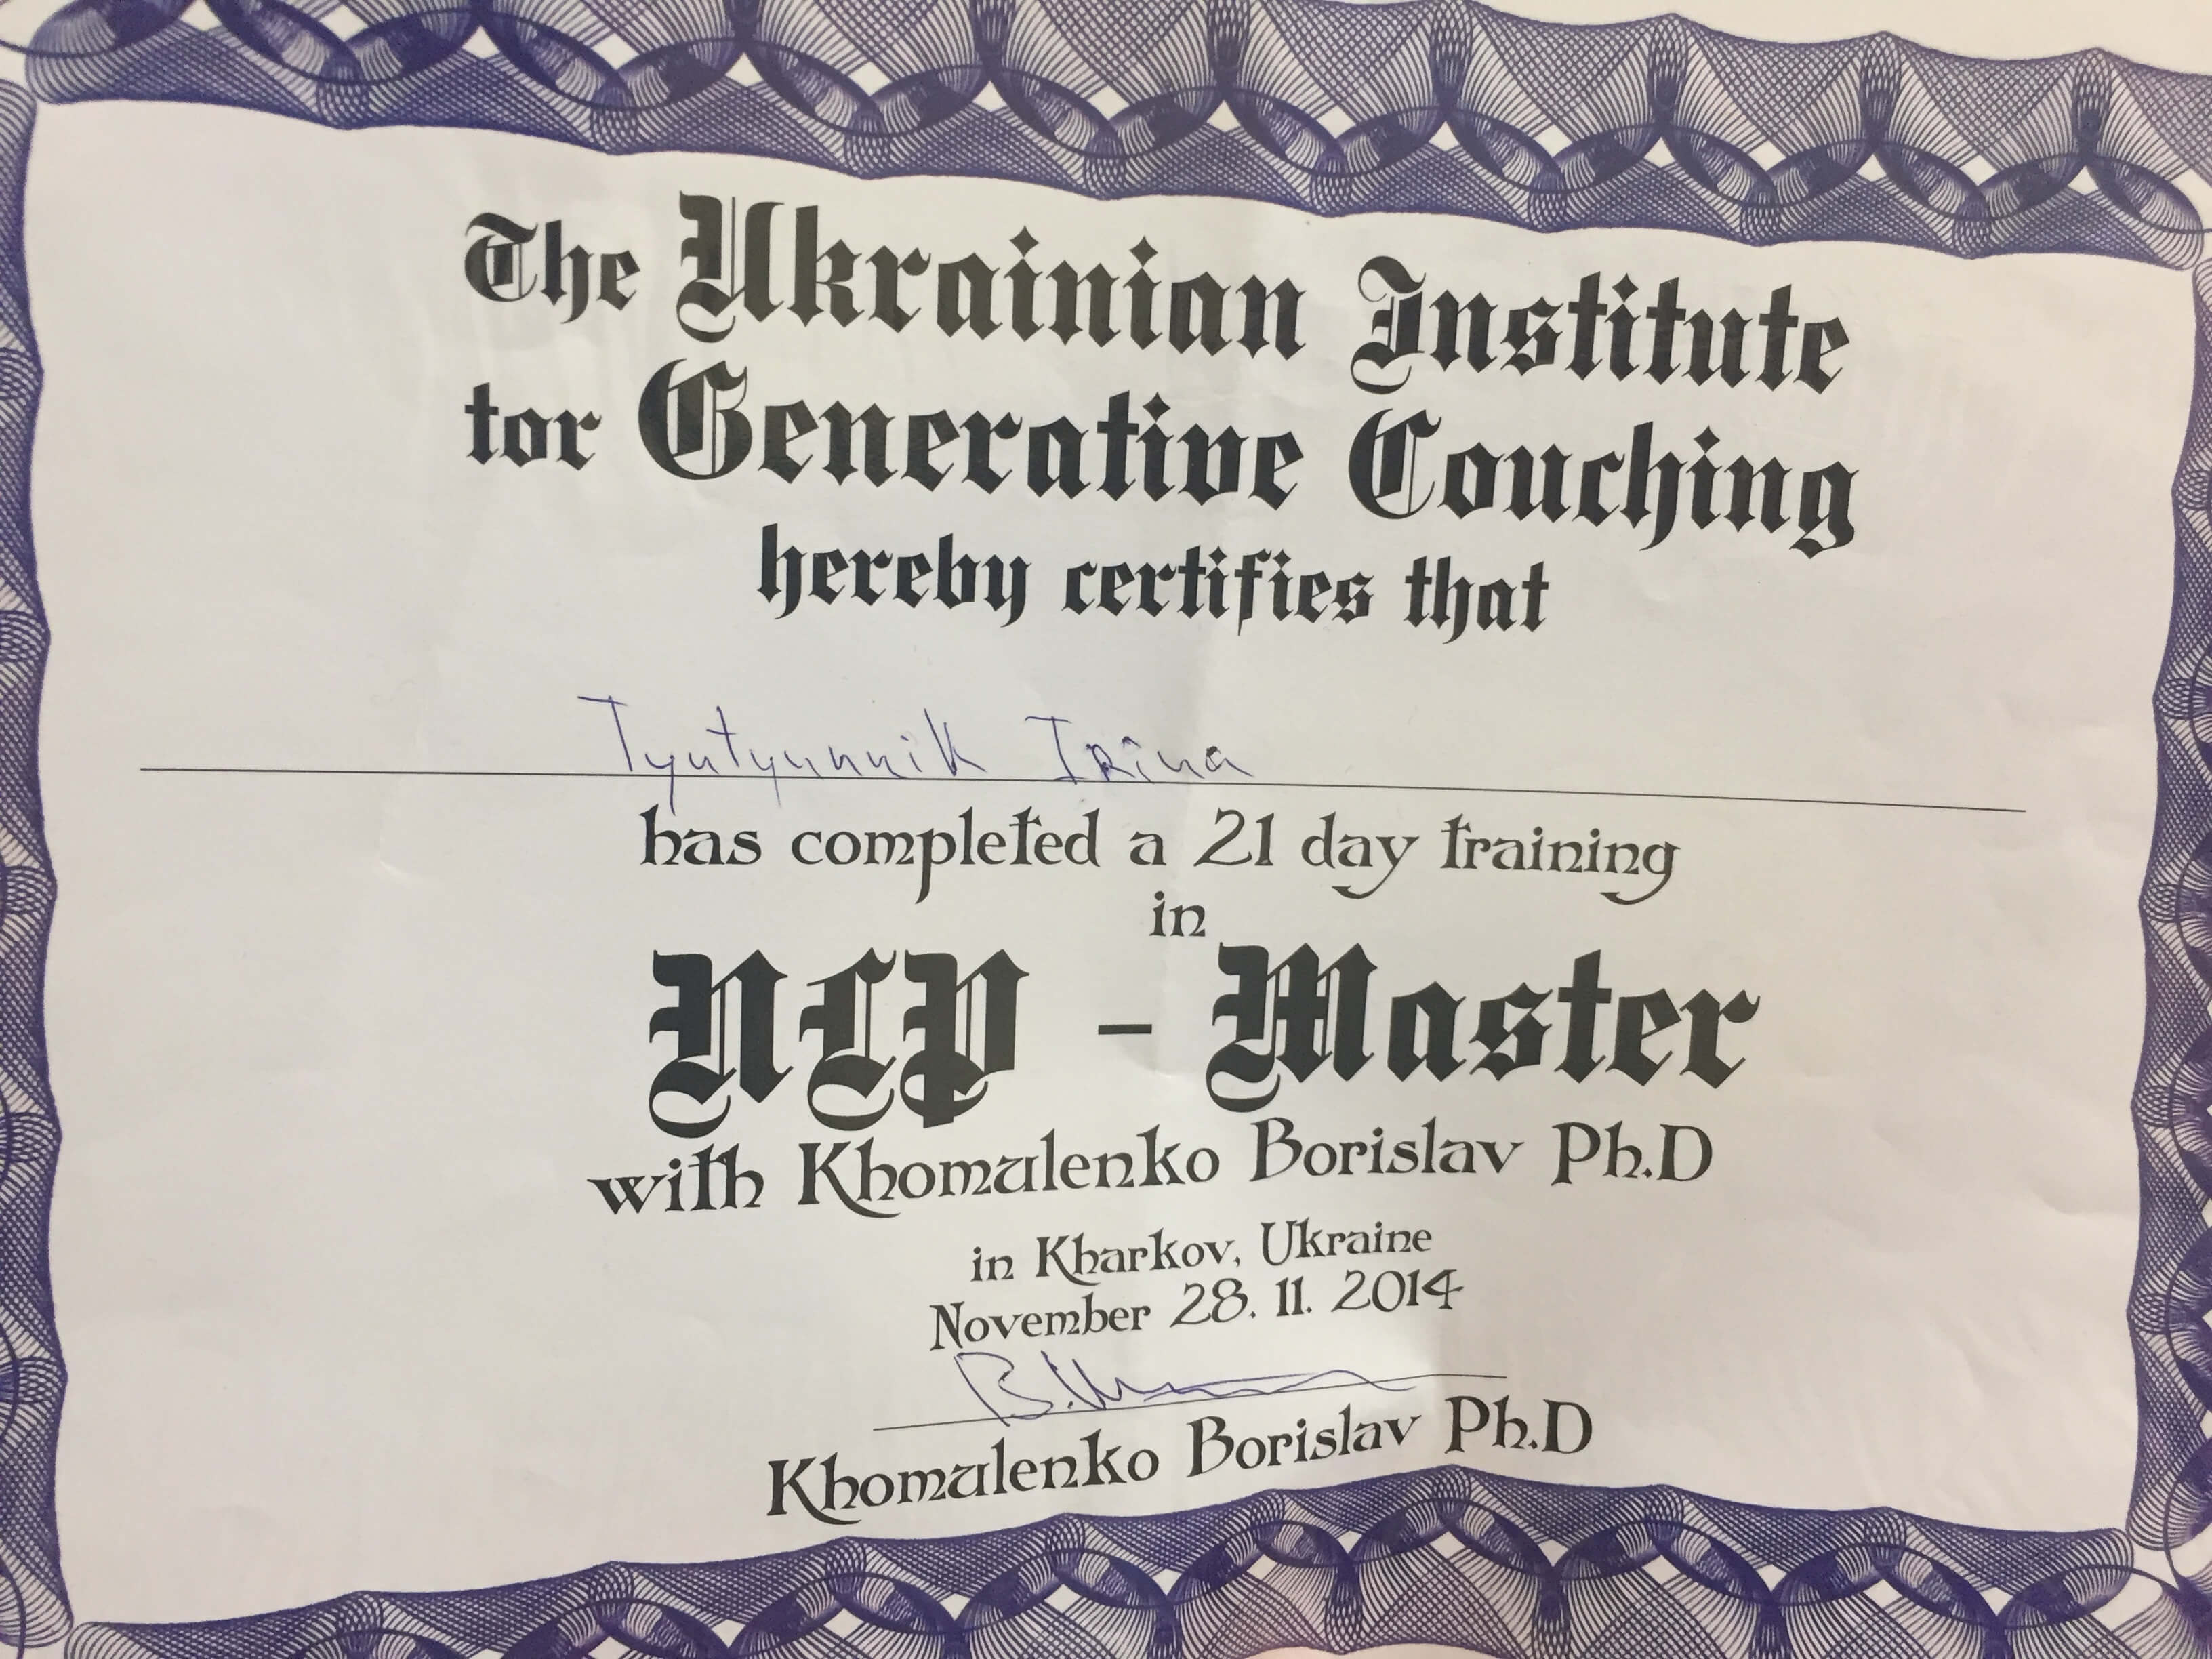 The Ukrainian Institute
tor Generative Couching
hereby certifies that
Tyutyunnik Irina
has completed a 21 day training
in
NLP - Master
with Khomulenko Borislav Ph.D
in Kharkov, Ukraine
November 28. 11. 2014
Khomulenko Borislav Ph.D